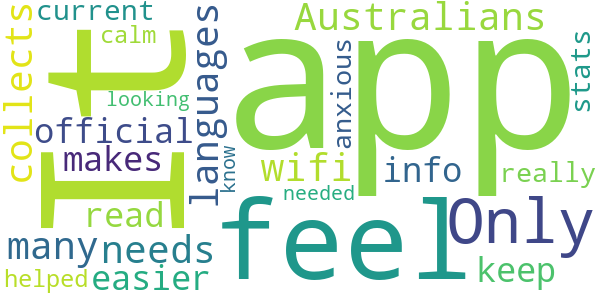 current
calm
Australians
It
app
collects
languages
anxious
stats
looking
official
makes
know
wifi
info
really
needed
read
feel
Only
many
needs
keep
helped
easier